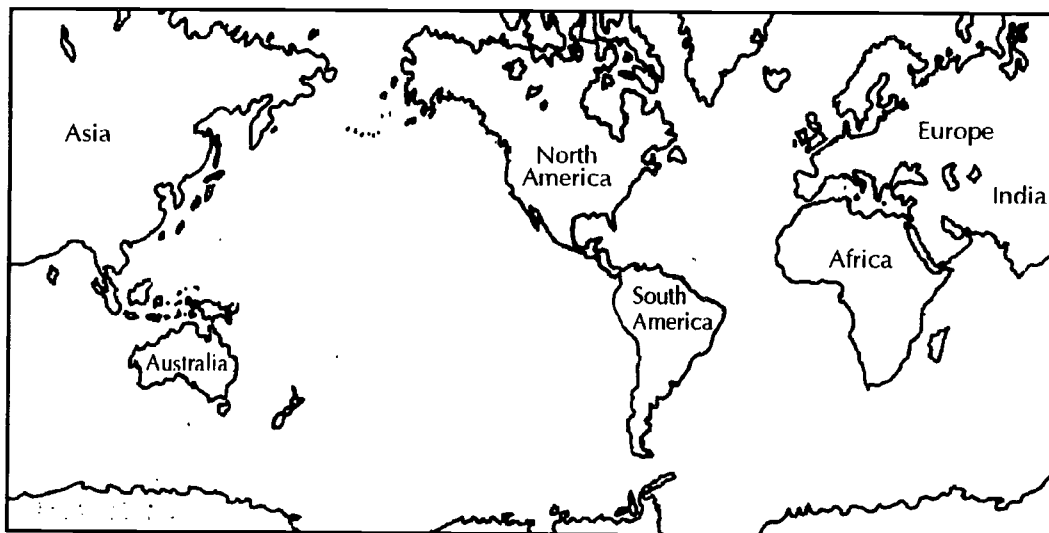 Asia
North
America
Europe
India
Africa
South
America
Australia